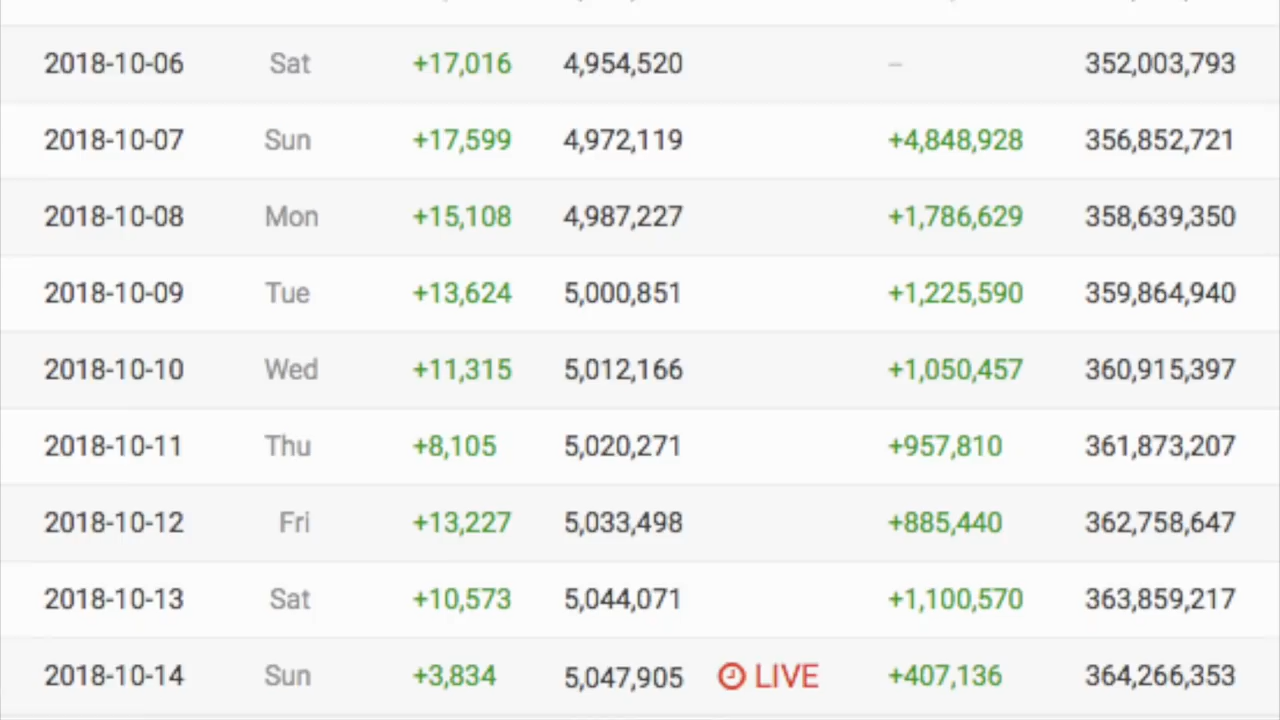 2018-10-06 Sat +17,016 4,954,520 – 352,003,793
2018-10-07 Sun +17,599 4,972,119 +4,848,928 356,852,721
2018-10-08 Mon +15,108 4,987,227 +1,786,629 358,639,350
2018-10-09 Tue +13,624 5,000,851 +1,225,590 359,864,940
2018-10-10 Wed +11,315 5,012,166 +1,050,457 360,915,397
2018-10-11 Thu +8,105 5,020,271 +957,810 361,873,207
2018-10-12 Fri +13,227 5,033,498 +885,440 362,758,647
2018-10-13 Sat +10,573 5,044,071 +1,100,570 363,859,217
2018-10-14 Sun +3,834 5,047,905 LIVE +407,136 364,266,353